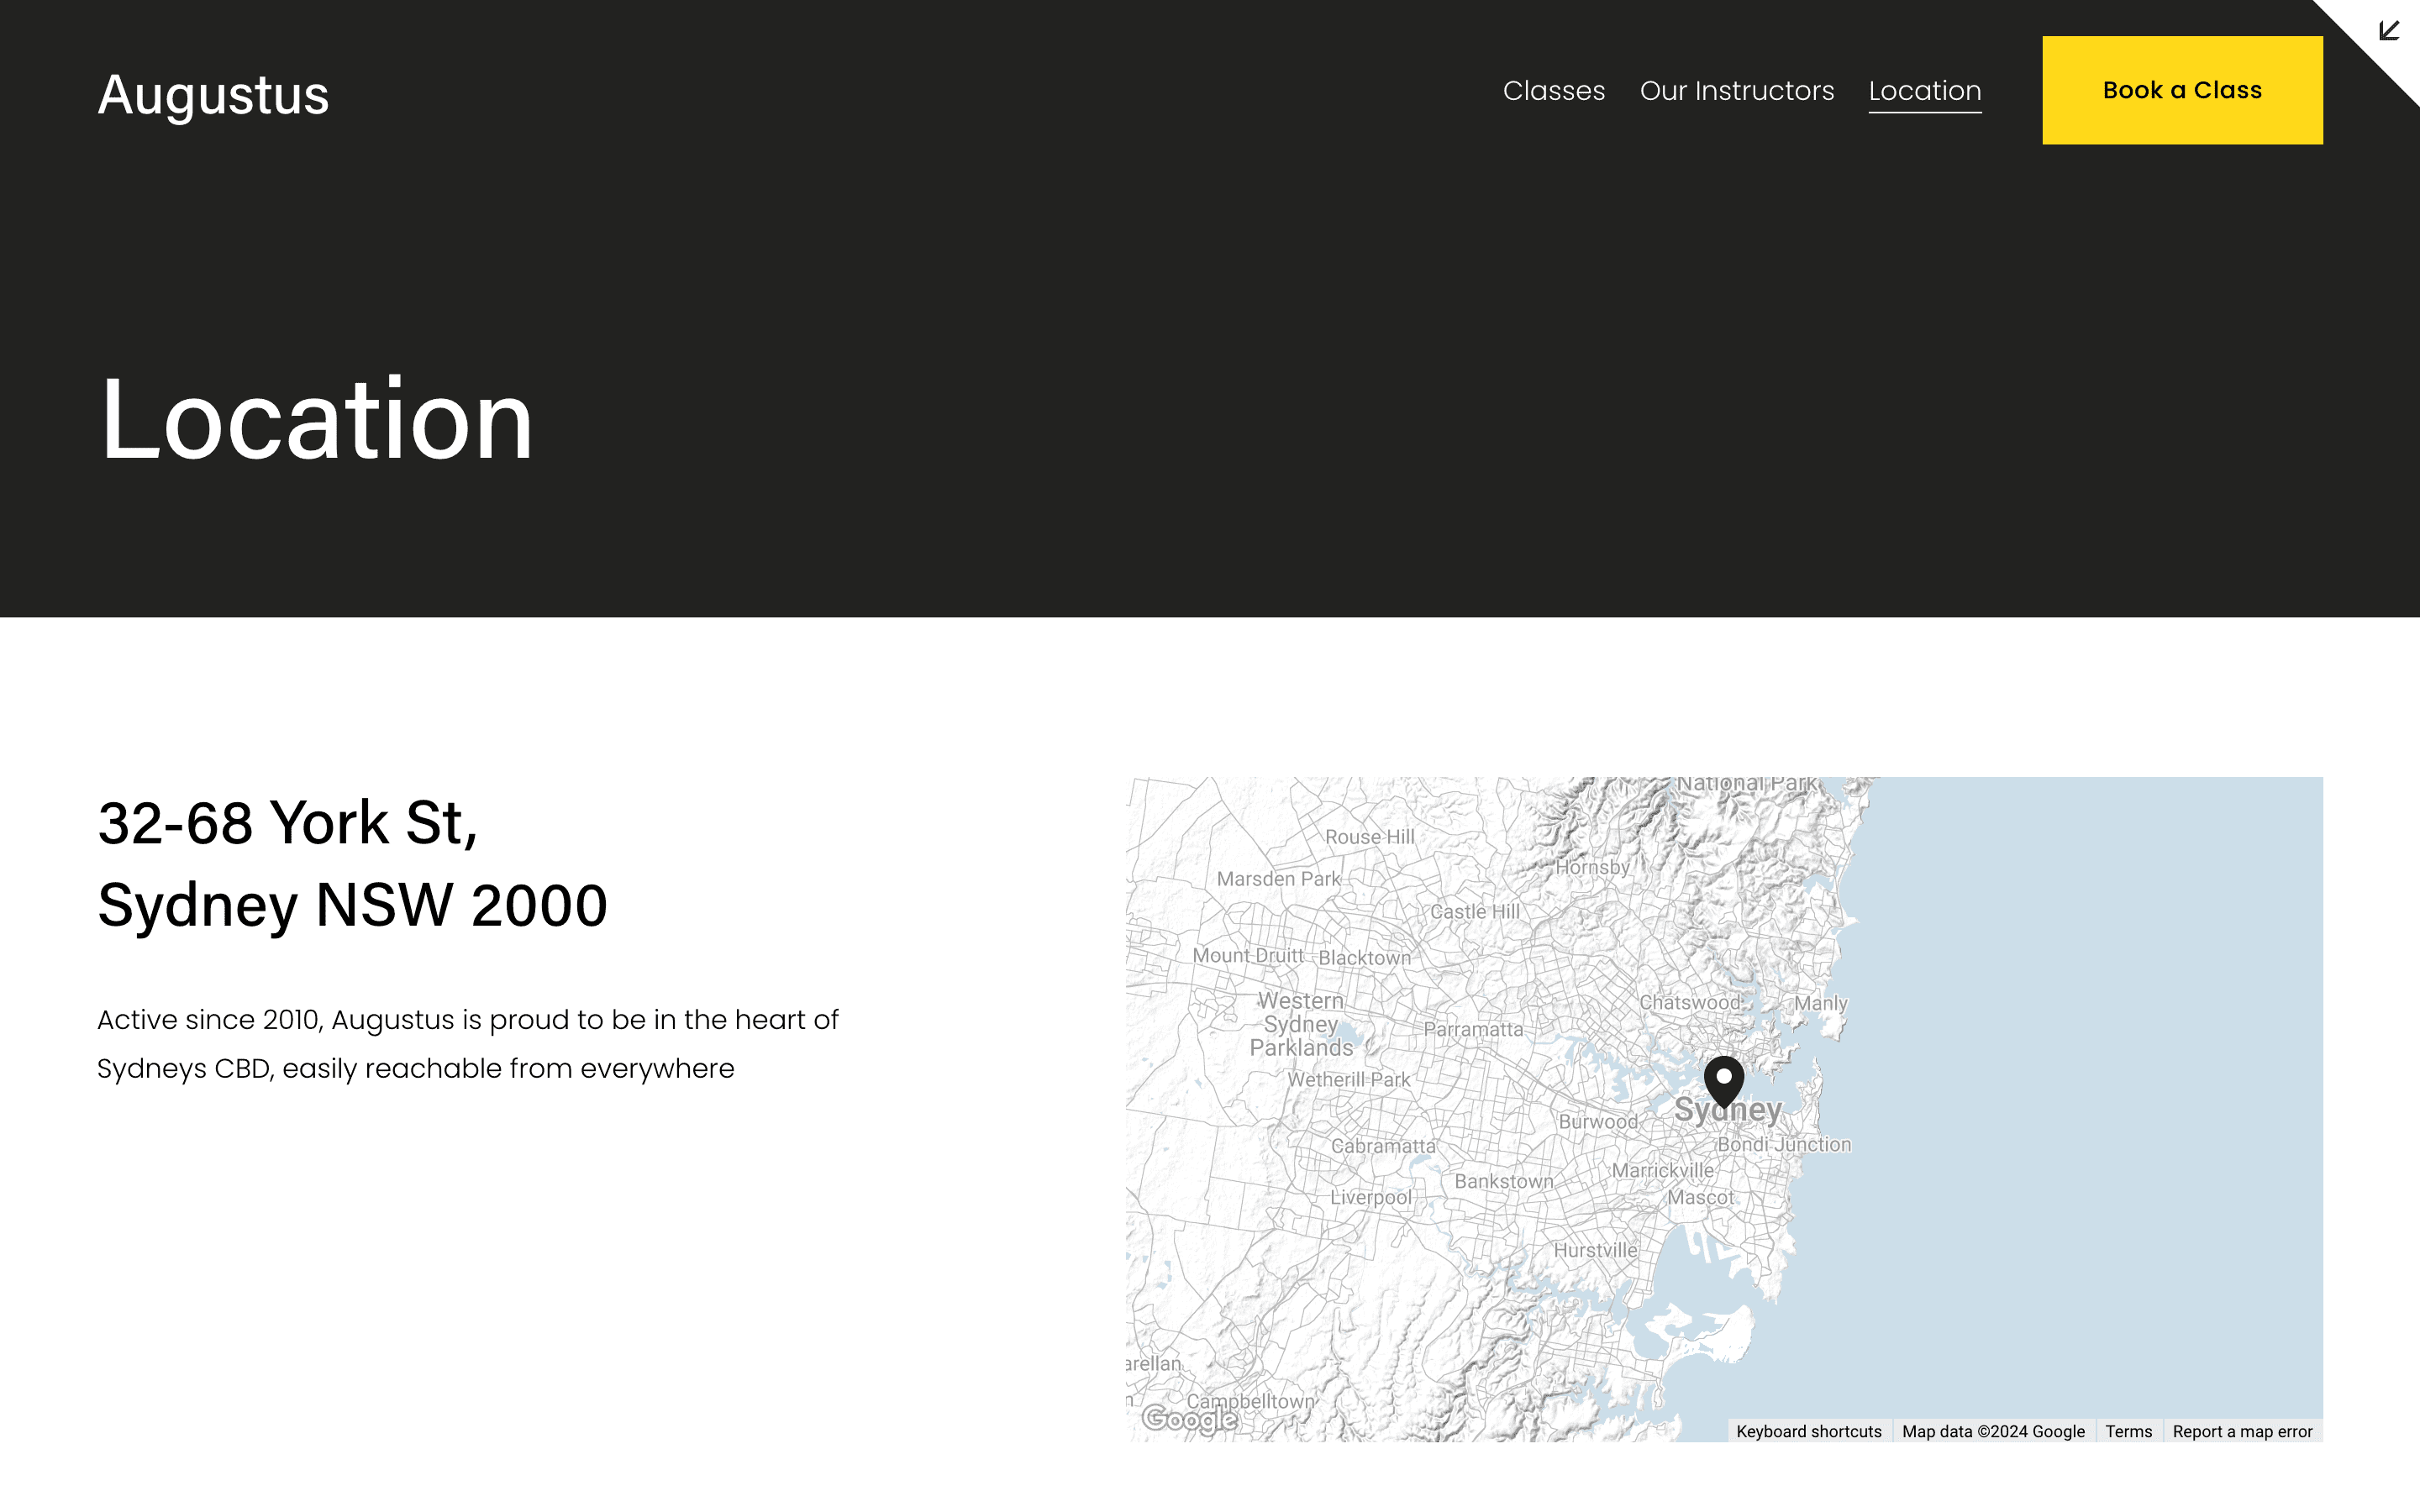 Augustus
Classes
Our Instructors
Location
Book a Class
Location
32-68 York St,
Sydney NSW 2000
Active since 2010, Augustus is proud to be in the heart of
Sydneys CBD, easily reachable from everywhere
National Park
Rouse Hill
Hornsby
Marsden Park
Castle Hill
Mount Druitt
Blacktown
Western
Sydney
Parklands
Chatswood
Manly
Parramatta
Wetherill Park
Sydney
Burwood
Bondi Junction
Cabramatta
Marrickville
Bankstown
Liverpool
Mascot
Hurstville
arellan
n
Campbelltown
Google
Keyboard shortcuts
Map data ©2024 Google
Terms
Report a map error